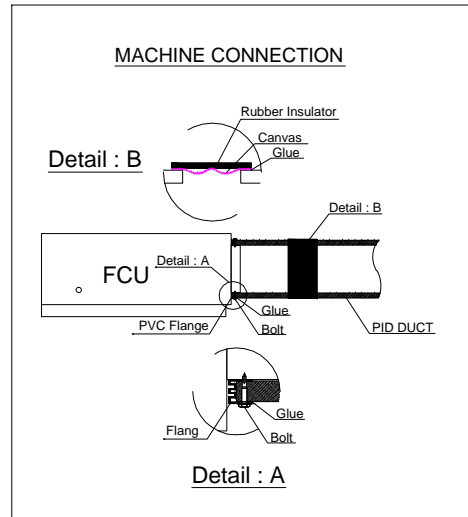 MACHINE CONNECTION
Rubber Insulator
Canvas
Glue
Detail : B
Detail : B
Detail : A
FCU
PVC Flange
Glue
Bolt
PID DUCT
Flang
Glue
Bolt
Detail : A